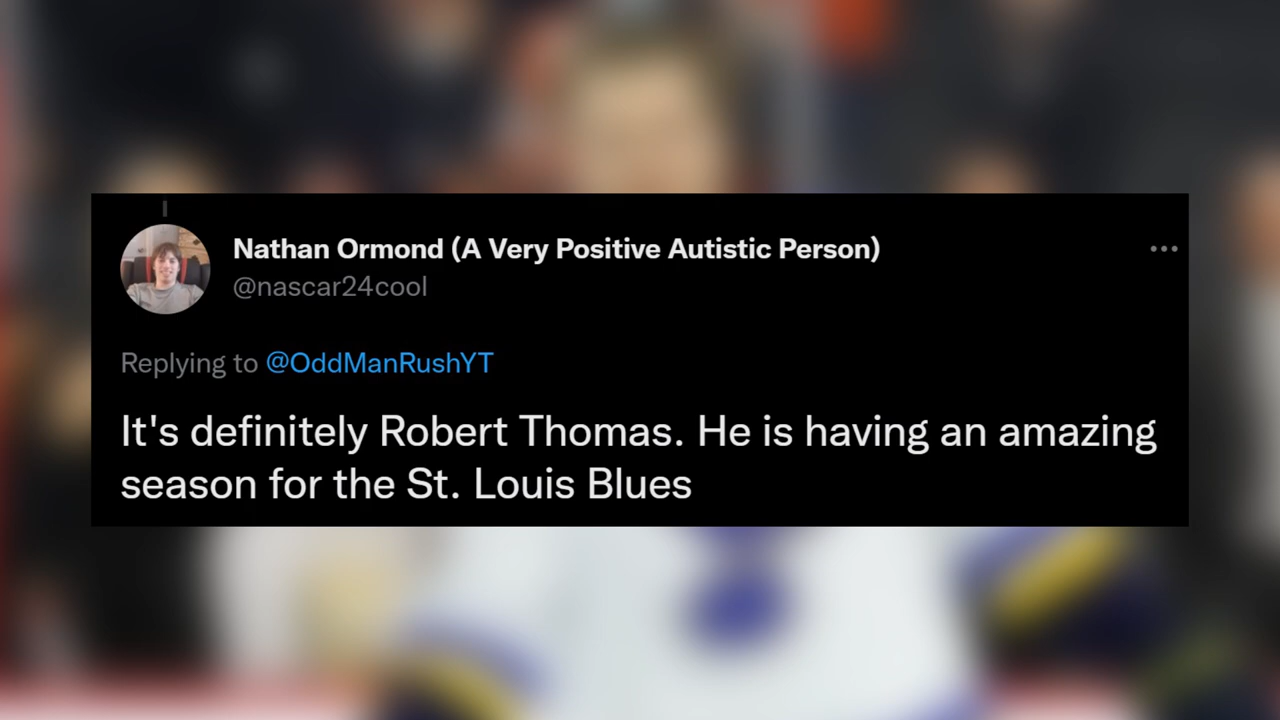 Nathan Ormond (A Very Positive Autistic Person)
@nascar24cool
Replying to @OddManRushYT
It's definitely Robert Thomas. He is having an amazing
season for the St. Louis Blues